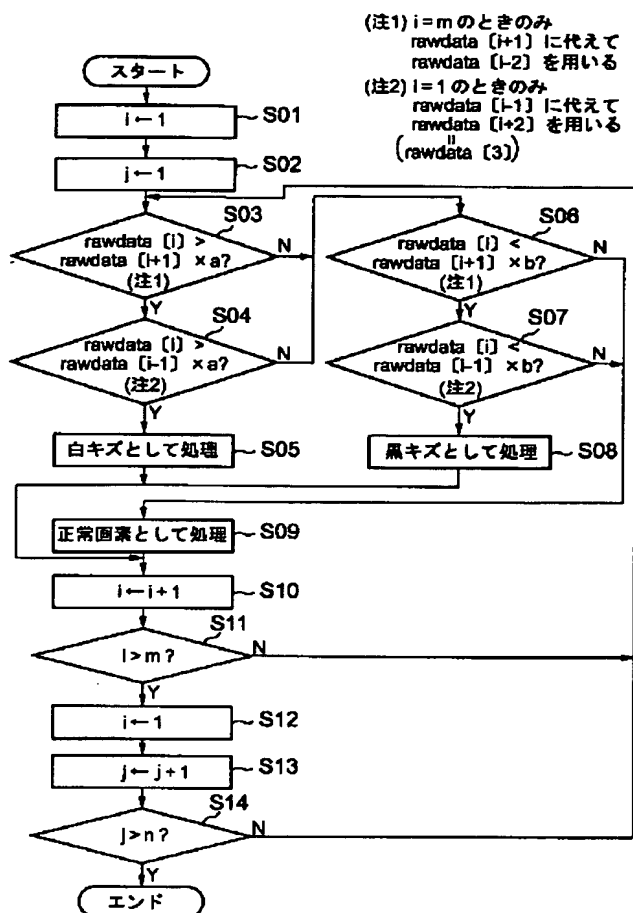 (注1) i=mのときのみ
rawdata〔i+1〕に代えて
rawdata〔i-2〕を用いる
(注2) i=1のときのみ
rawdata〔i-1〕に代えて
rawdata〔i+2〕を用いる
(rawdata〔3〕)
スタート
i←1
S01
j←1
S02
S03
rawdata〔i〕>
rawdata〔i+1〕×a?
(注1)
N
Y
S04
rawdata〔i〕>
rawdata〔i-1〕×a?
(注2)
N
Y
白キズとして処理
S05
S06
rawdata〔i〕<
rawdata〔i+1〕×b?
(注1)
N
Y
S07
rawdata〔i〕<
rawdata〔i-1〕×b?
(注2)
N
Y
黒キズとして処理
S08
正常画素として処理
S09
i←i+1
S10
S11
i>m?
N
Y
i←1
S12
j←j+1
S13
S14
j>n?
N
Y
エンド